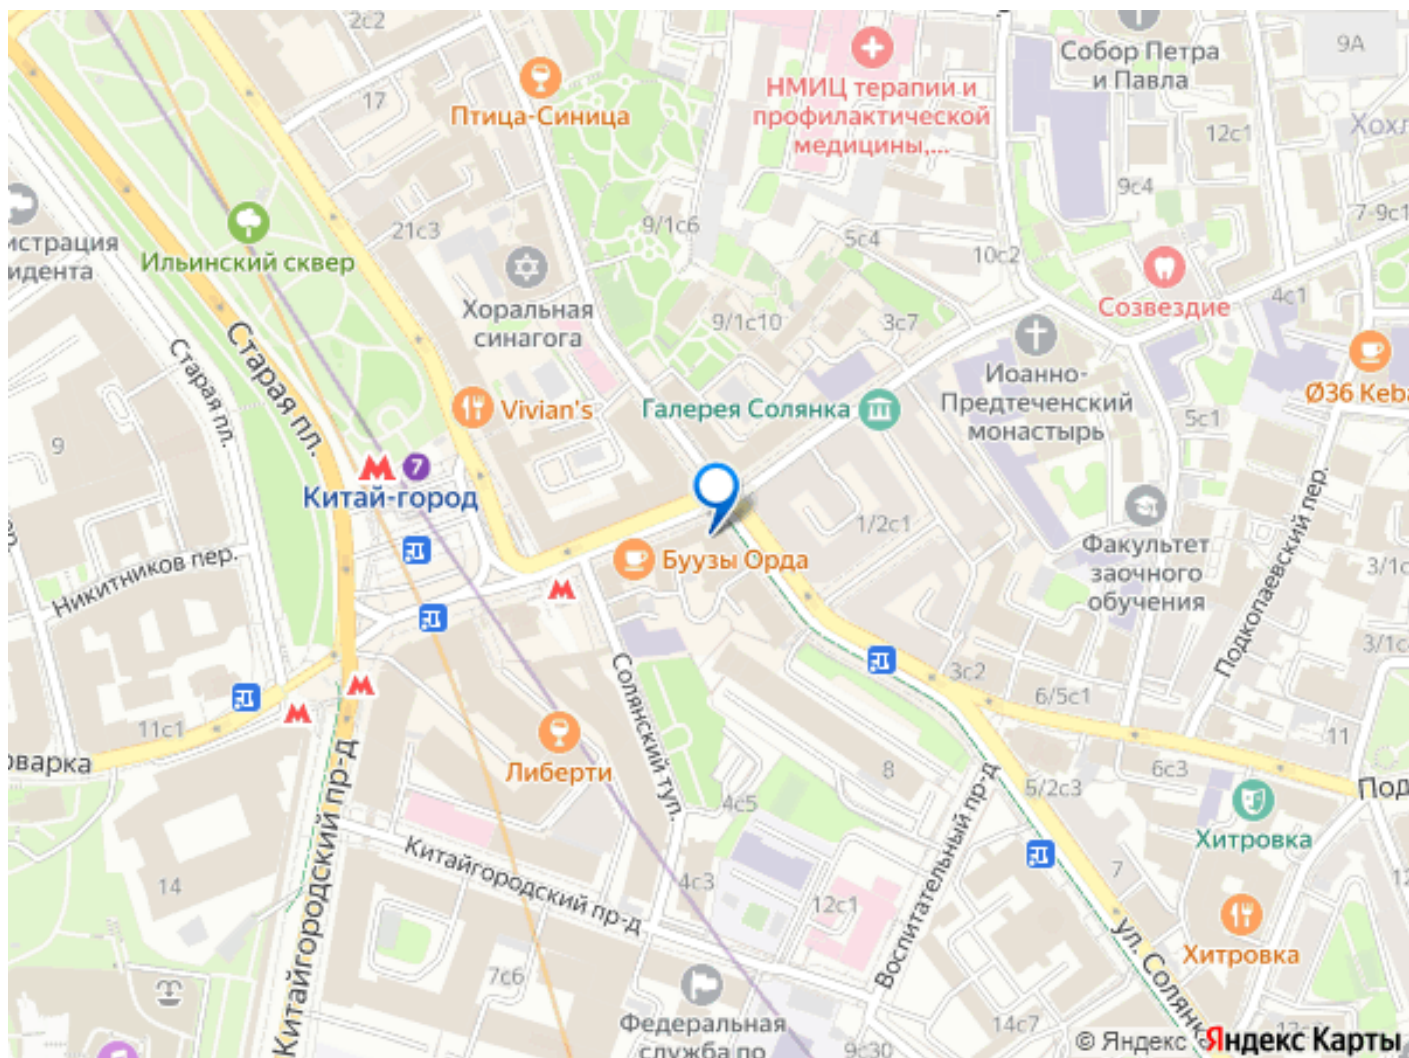 Собор Петра
и Павла
9А
НМИЦ терапии и
профилактической
медицины,...
17
Птица-Синица
12с1
Хохл
9с4
7-9с1
истрация
идента
21с3
9/1с6
5с4
10с2
Ильинский сквер
Хоральная
синагога
Созвездие
4с1
9/1с10
3с7
Старая пл.
Старая пл.
Иоанно-
Предтеченский
монастырь
Ø36 Keba
Vivian's
Галерея Солянка
5с1
9
7
Китай-город
1/2с1
Подкопаевский пер.
Никитников пер.
Буузы Орда
Факультет
заочного
обучения
3/1с
3/1с4
Солянский туп.
3с2
6/5с1
11с1
11
оварка
Либерти
8
6с3
5/2с3
Под
4с5
Хитровка
Китайгородский пр-д
Китайгородский пр-д
Воспитательный пр-д
14
4с3
12с1
7
12
Хитровка
ул. Солянка
7с6
Федеральная
служба по
9с30
14с7
© Яндекс Яндекс Карты